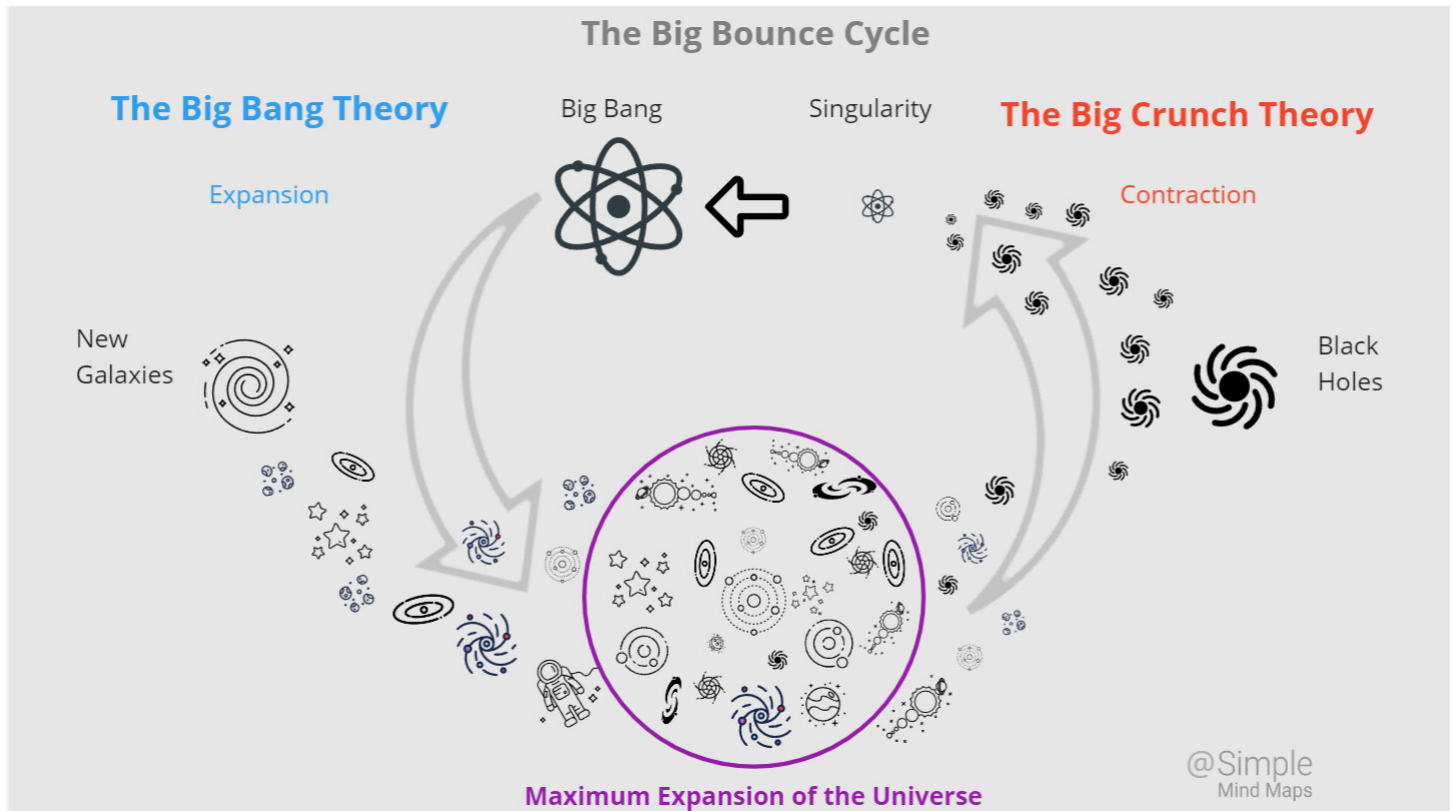 The Big Bounce Cycle
The Big Bang Theory
Big Bang
Singularity
The Big Crunch Theory
Expansion
Contraction
New
Galaxies
Black
Holes
@Simple
Mind Maps
Maximum Expansion of the Universe